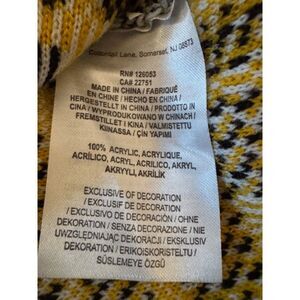 Cottontail Lane, Somerset, NJ 08873
RN# 126053
CA# 22751
MADE IN CHINA / FABRIQUÉ
EN CHINE / HECHO EN CHINA /
HERGESTELLT IN CHINA / PRODOTTO IN
CINA / WYPRODUKOWANO W CHINACH /
FREMSTILLET I KINA / VALMISTETTU
KIINASSA / ÇIN YAPIMI
100% ACRYLIC, ACRYLIQUE,
ACRÍLICO, ACRYL, ACRILICO, AKRYL,
AKRYYLI, AKRİLİK
EXCLUSIVE OF DECORATION
/ EXCLUSIF DE DÉCORATION
/ EXCLUSIVO DE DECORACIÓN / OHNE
DEKORATION / SENZA DECORAZIONE / NIE
UWZGLĘDNIAJĄC DEKORACJI / EKSKLUSIV
DEKORATION / ERIKOISKORISTELTU /
SÜSLEMEYE ÖZGÜ